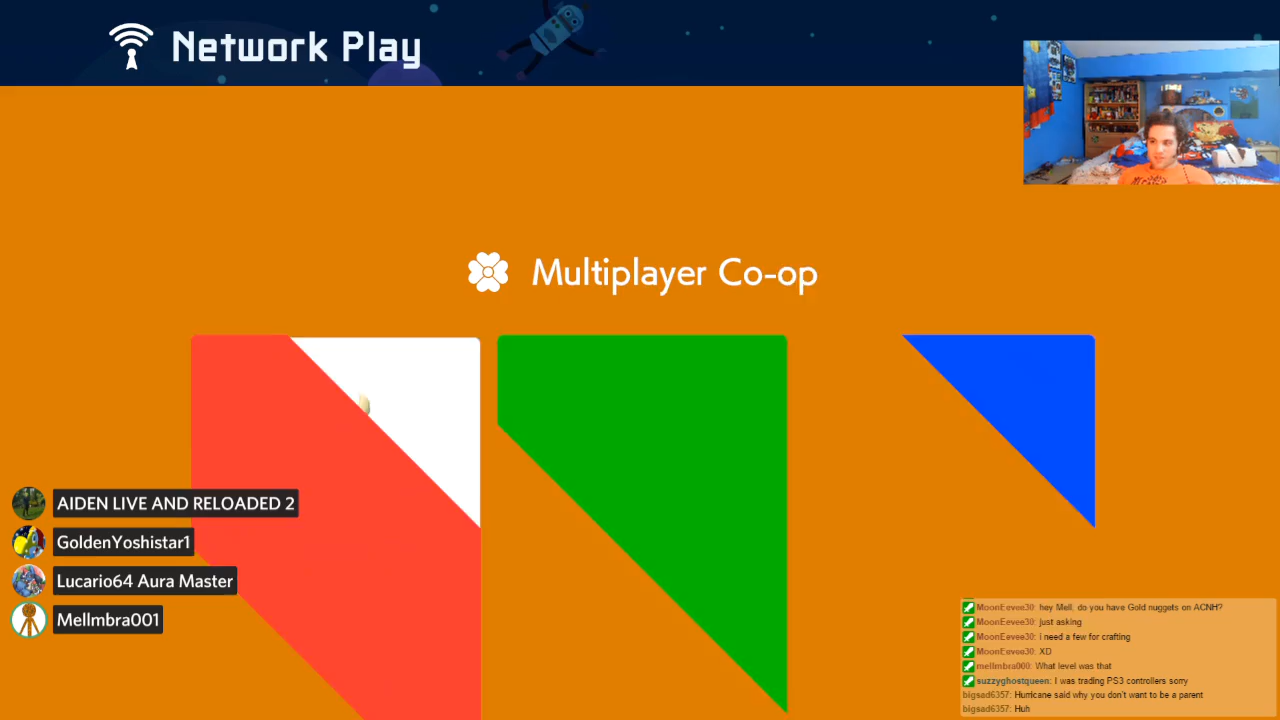 Network Play
Multiplayer Co-op
AIDEN LIVE AND RELOADED 2
GoldenYoshistar1
Lucario64 Aura Master
Mellmbra001
MoonEevee30: hey Mell, do you have Gold nuggets on ACNH?
MoonEevee30: just asking
MoonEevee30: i need a few for crafting
MoonEevee30: XD
mellmbra000: What level was that
suzzyghostqueen: I was trading PS3 controllers sorry
bigsad6357: Hurricane said why you don't want to be a parent
bigsad6357: Huh